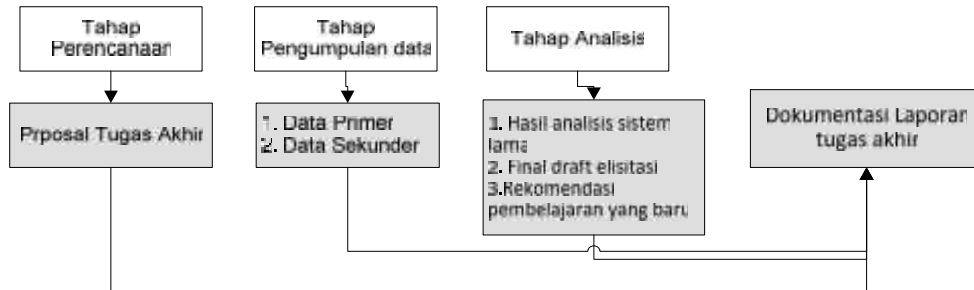 Tahap
Perencanaan
Tahap
Pengumpulan data
Tahap Analisis
Prposal Tugas Akhir
1. Data Primer
2. Data Sekunder
1. Hasil analisis sistem
lama
2. Final draft elisitasi
3.Rekomendasi
pembelajaran yang baru
Dokumentasi Laporan
tugas akhir